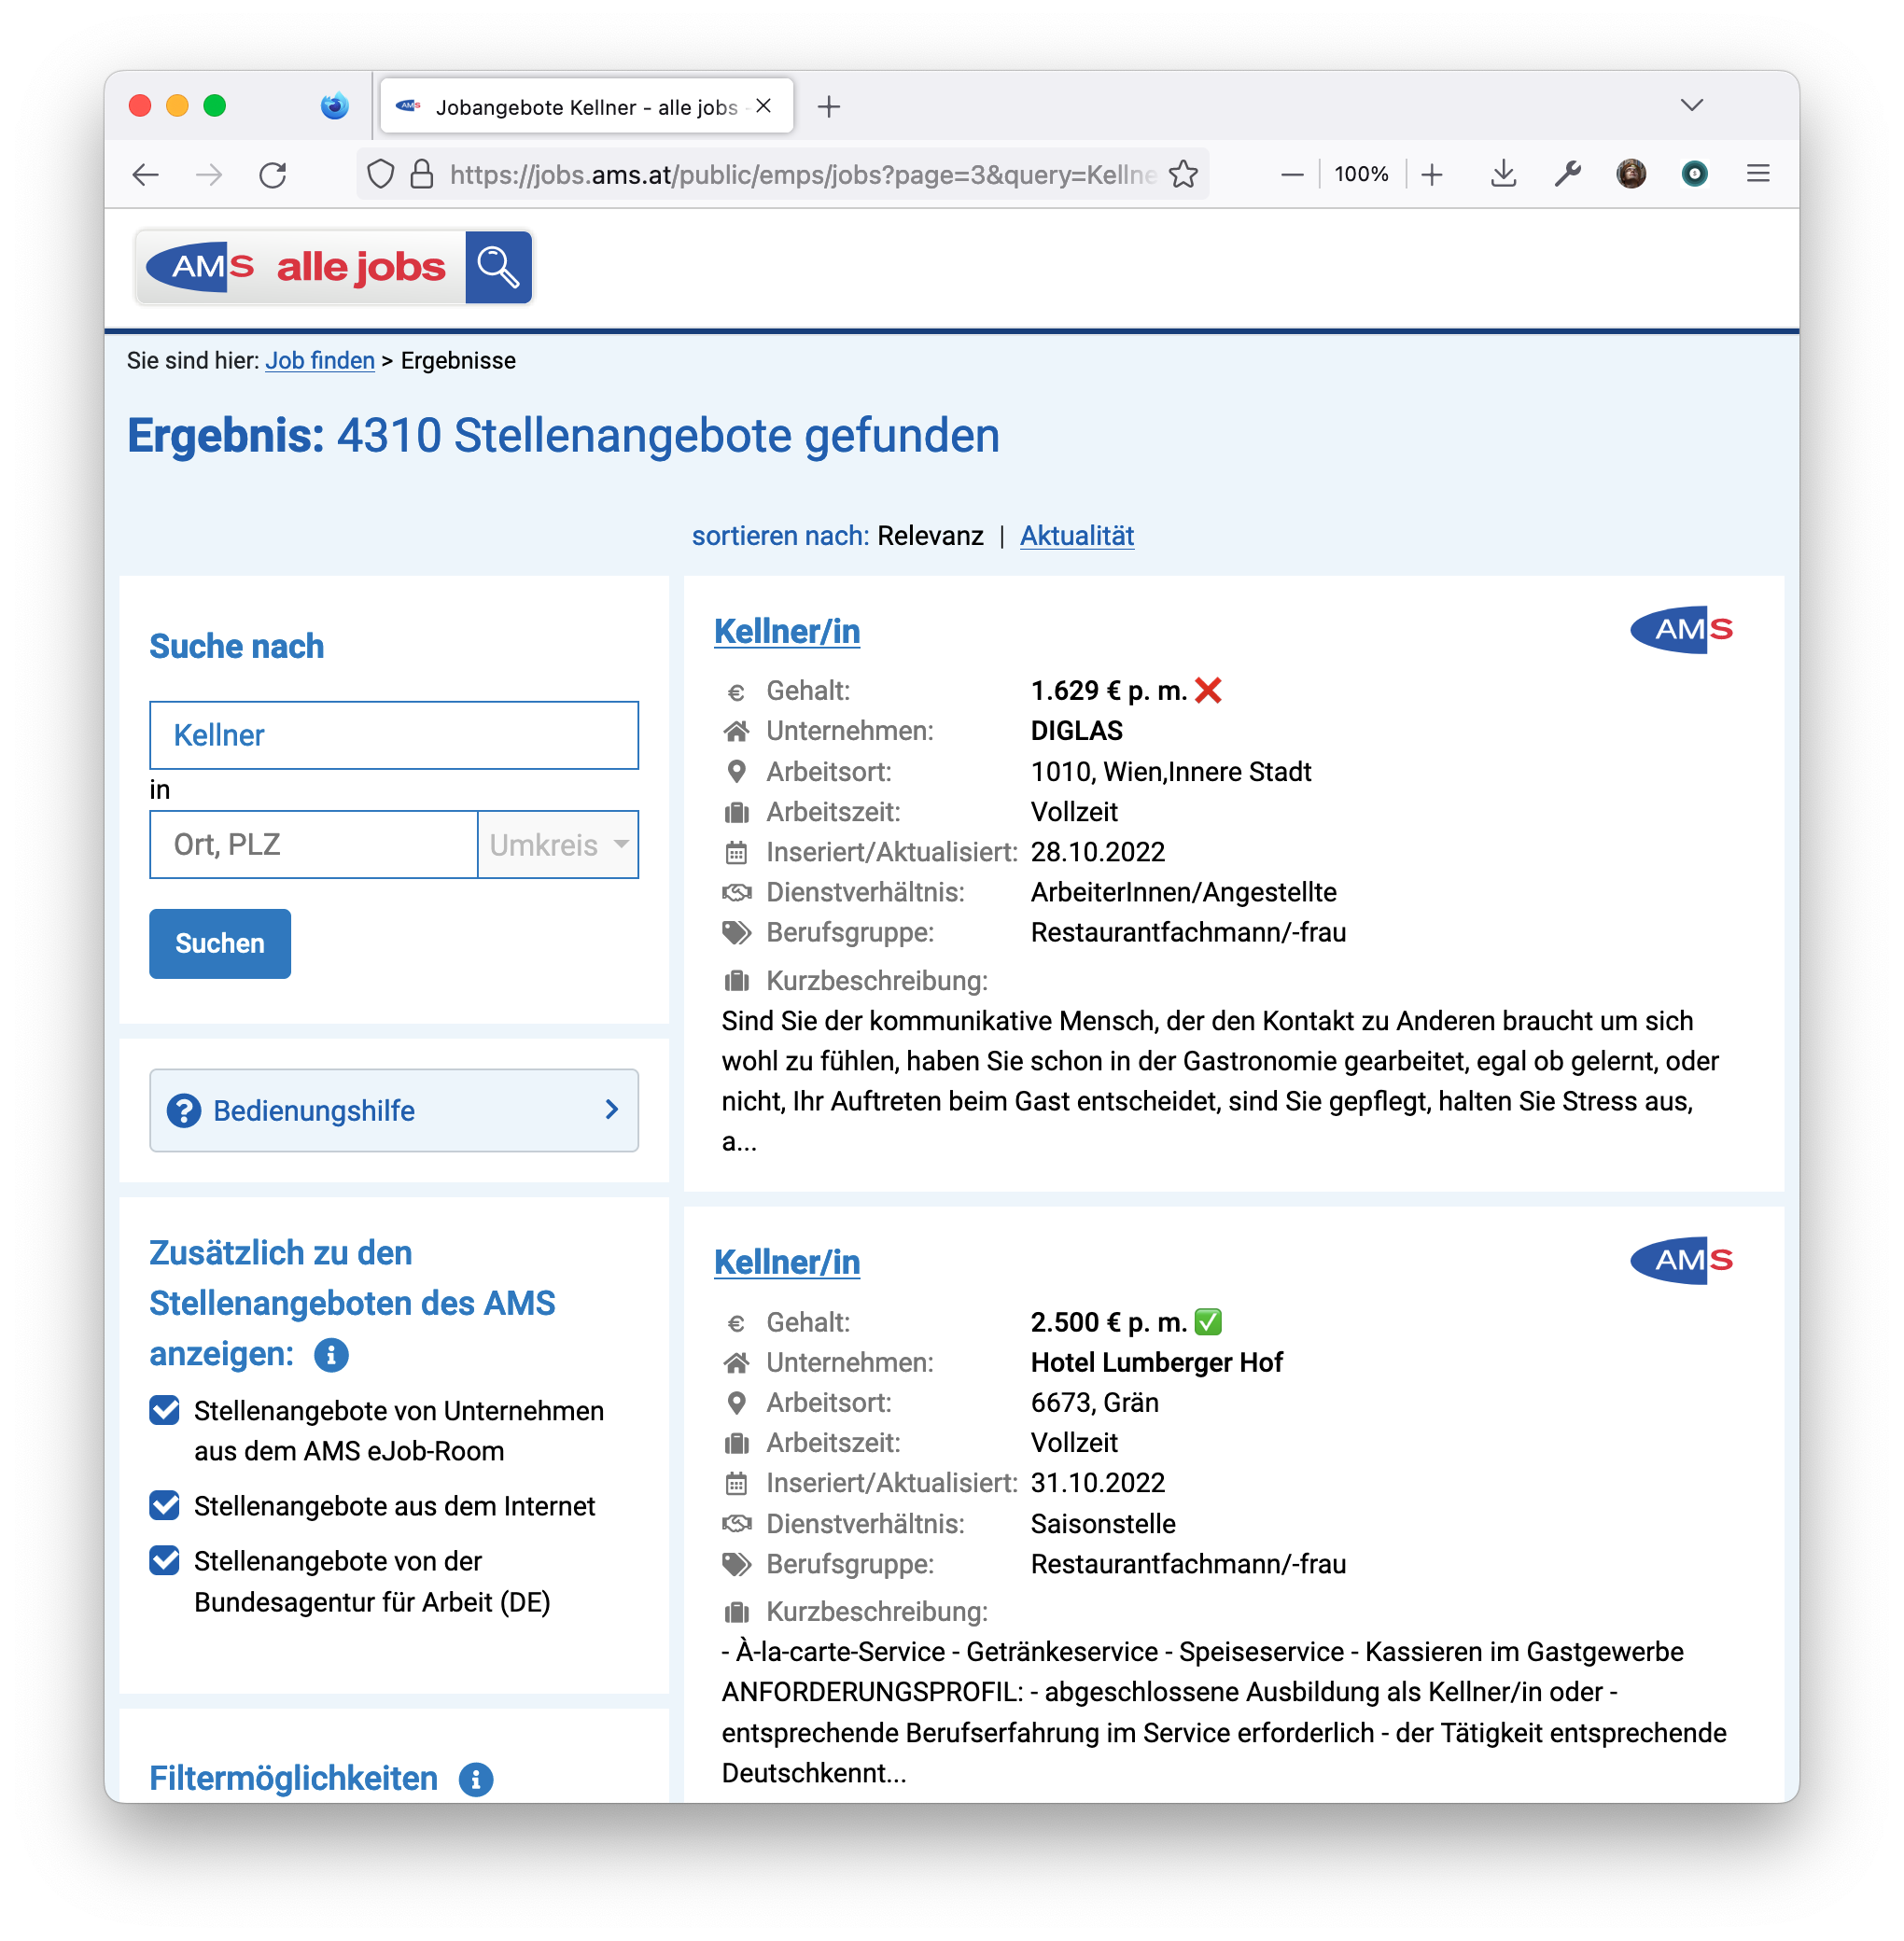 Jobangebote Kellner - alle jobs -
https://jobs.ams.at/public/emps/jobs?page=3&query=Kellne
100%
AMS alle jobs
Sie sind hier: Job finden > Ergebnisse
Ergebnis: 4310 Stellenangebote gefunden
sortieren nach: Relevanz | Aktualität
Suche nach
Kellner
in
Ort, PLZ Umkreis
Suchen
Bedienungshilfe
Zusätzlich zu den
Stellenangeboten des AMS
anzeigen:
Stellenangebote von Unternehmen
aus dem AMS eJob-Room
Stellenangebote aus dem Internet
Stellenangebote von der
Bundesagentur für Arbeit (DE)
Filtermöglichkeiten
Kellner/in AMS
€ Gehalt: 1.629 € p. m. ❌
Unternehmen: DIGLAS
Arbeitsort: 1010, Wien,Innere Stadt
Arbeitszeit: Vollzeit
Inseriert/Aktualisiert: 28.10.2022
Dienstverhältnis: ArbeiterInnen/Angestellte
Berufsgruppe: Restaurantfachmann/-frau
Kurzbeschreibung:
Sind Sie der kommunikative Mensch, der den Kontakt zu Anderen braucht um sich
wohl zu fühlen, haben Sie schon in der Gastronomie gearbeitet, egal ob gelernt, oder
nicht, Ihr Auftreten beim Gast entscheidet, sind Sie gepflegt, halten Sie Stress aus,
a...
Kellner/in AMS
€ Gehalt: 2.500 € p. m. ✅
Unternehmen: Hotel Lumberger Hof
Arbeitsort: 6673, Grän
Arbeitszeit: Vollzeit
Inseriert/Aktualisiert: 31.10.2022
Dienstverhältnis: Saisonstelle
Berufsgruppe: Restaurantfachmann/-frau
Kurzbeschreibung:
- À-la-carte-Service - Getränkeservice - Speiseservice - Kassieren im Gastgewerbe
ANFORDERUNGSPROFIL: - abgeschlossene Ausbildung als Kellner/in oder -
entsprechende Berufserfahrung im Service erforderlich - der Tätigkeit entsprechende
Deutschkennt...